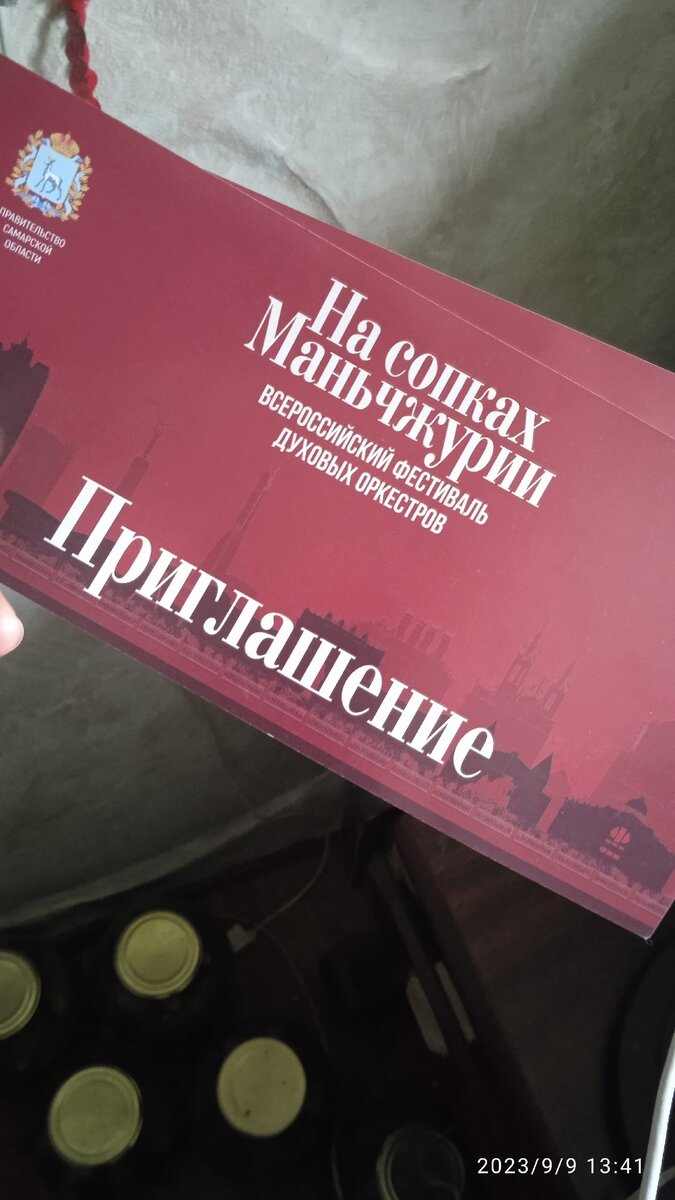 ПРАВИТЕЛЬСТВО
САМАРСКОЙ
ОБЛАСТИ
На сопках
Маньчжурии
ВСЕРОССИЙСКИЙ ФЕСТИВАЛЬ
ДУХОВЫХ ОРКЕСТРОВ
Приглашение
2023/9/9 13:41